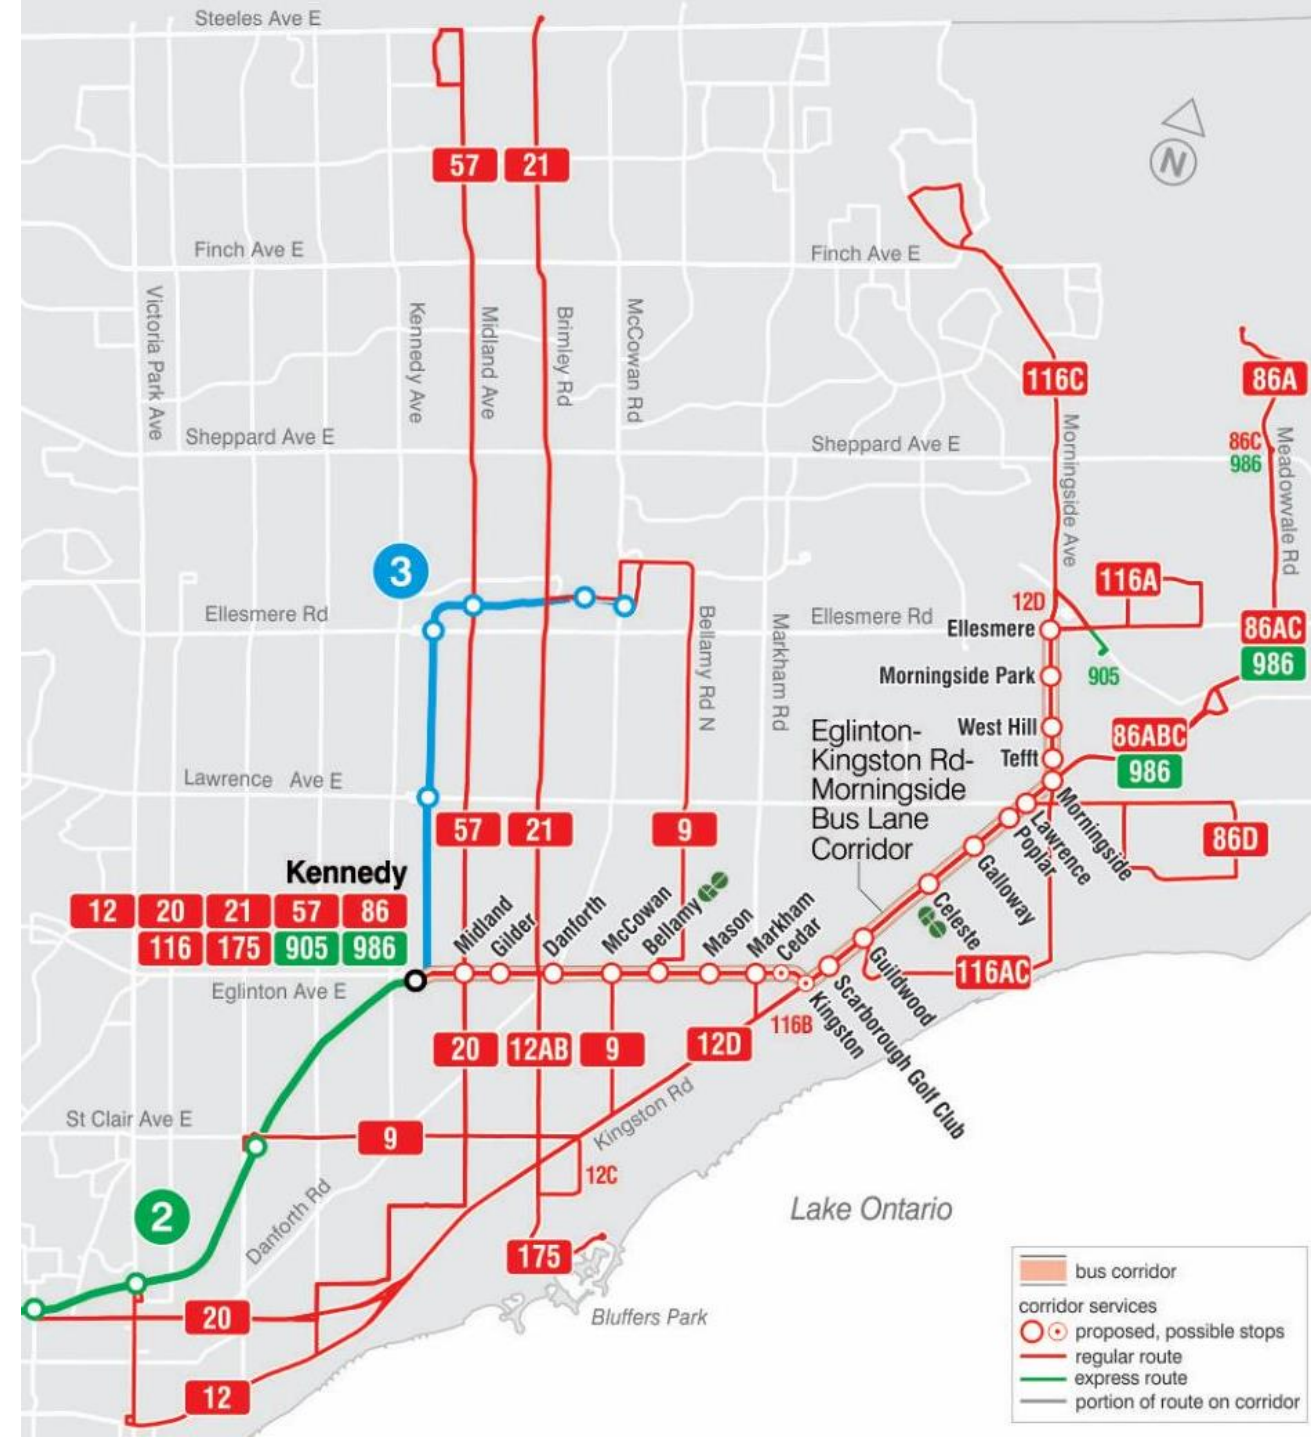 Steeles Ave E
57
21
N
Finch Ave E
Finch Ave E
Victoria Park Ave
Kennedy Ave
Midland Ave
Brimley Rd
McCowan Rd
116C
86A
Morningside Ave
Meadowvale Rd
86C
986
Sheppard Ave E
Sheppard Ave E
3
116A
12D
Ellesmere Rd
Ellesmere Rd
Ellesmere
Bellamy Rd N
Markham Rd
86AC
986
Morningside Park
905
West Hill
Tefft
86ABC
986
Eglinton-
Kingston Rd-
Morningside
Bus Lane
Corridor
Lawrence Ave E
57
21
9
86D
Morningside
Lawrence
Poplar
Galloway
Celeste
Guildwood
Scarborough Golf Club
Kingston
Kennedy
12
20
21
57
86
116
175
905
986
Midland
Gilder
Danforth
McCowan
Bellamy
Mason
Markham
Cedar
116AC
Eglinton Ave E
116B
20
12AB
9
12D
Kingston Rd
St Clair Ave E
9
12C
Danforth Rd
2
Lake Ontario
175
20
Bluffers Park
12
bus corridor
corridor services
proposed, possible stops
regular route
express route
portion of route on corridor